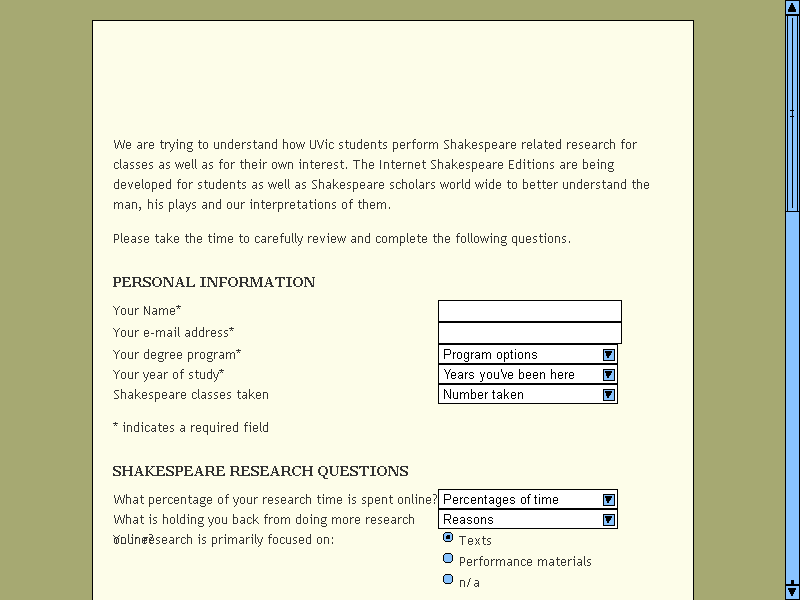 We are trying to understand how UVic students perform Shakespeare related research for
classes as well as for their own interest. The Internet Shakespeare Editions are being
developed for students as well as Shakespeare scholars world wide to better understand the
man, his plays and our interpretations of them.
Please take the time to carefully review and complete the following questions.
PERSONAL INFORMATION
Your Name*
Your e-mail address*
Your degree program* Program options
Your year of study* Years you've been here
Shakespeare classes taken Number taken
* indicates a required field
SHAKESPEARE RESEARCH QUESTIONS
What percentage of your research time is spent online? Percentages of time
What is holding you back from doing more research Reasons
online?
Your research is primarily focused on: Texts
Performance materials
n/a